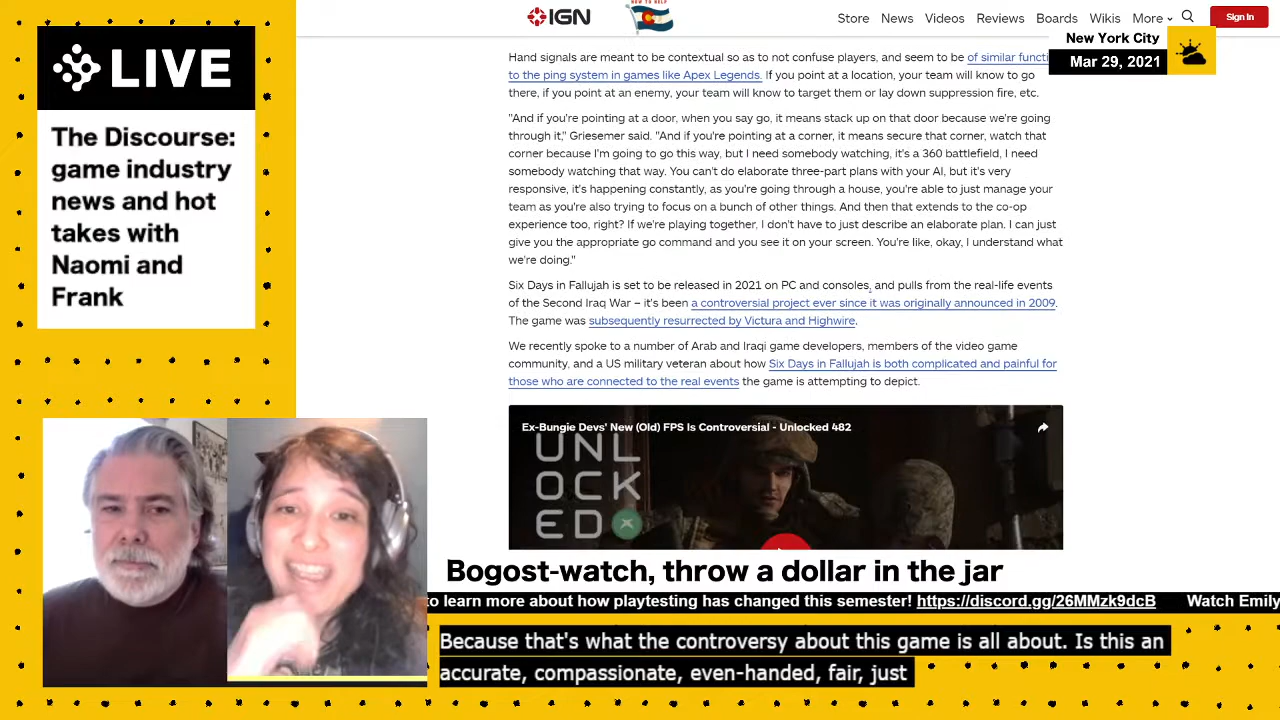 LIVE
The Discourse:
game industry
news and hot
takes with
Naomi and
Frank
IGN
HOW TO HELP
Store News Videos Reviews Boards Wikis More
Sign In
New York City
Mar 29, 2021
Hand signals are meant to be contextual so as to not confuse players, and seem to be of similar functi
to the ping system in games like Apex Legends. If you point at a location, your team will know to go
there, if you point at an enemy, your team will know to target them or lay down suppression fire, etc.
"And if you're pointing at a door, when you say go, it means stack up on that door because we're going
through it," Griesemer said. "And if you're pointing at a corner, it means secure that corner, watch that
corner because I'm going to go this way, but I need somebody watching, it's a 360 battlefield, I need
somebody watching that way. You can't do elaborate three-part plans with your AI, but it's very
responsive, it's happening constantly, as you're going through a house, you're able to just manage your
team as you're also trying to focus on a bunch of other things. And then that extends to the co-op
experience too, right? If we're playing together, I don't have to just describe an elaborate plan. I can just
give you the appropriate go command and you see it on your screen. You're like, okay, I understand what
we're doing."
Six Days in Fallujah is set to be released in 2021 on PC and consoles, and pulls from the real-life events
of the Second Iraq War – it's been a controversial project ever since it was originally announced in 2009.
The game was subsequently resurrected by Victura and Highwire.
We recently spoke to a number of Arab and Iraqi game developers, members of the video game
community, and a US military veteran about how Six Days in Fallujah is both complicated and painful for
those who are connected to the real events the game is attempting to depict.
Ex-Bungie Devs' New (Old) FPS Is Controversial - Unlocked 482
UNL
OCK
ED
Bogost-watch, throw a dollar in the jar
to learn more about how playtesting has changed this semester! https://discord.gg/26MMzk9dcB Watch Emily
Because that's what the controversy about this game is all about. Is this an
accurate, compassionate, even-handed, fair, just